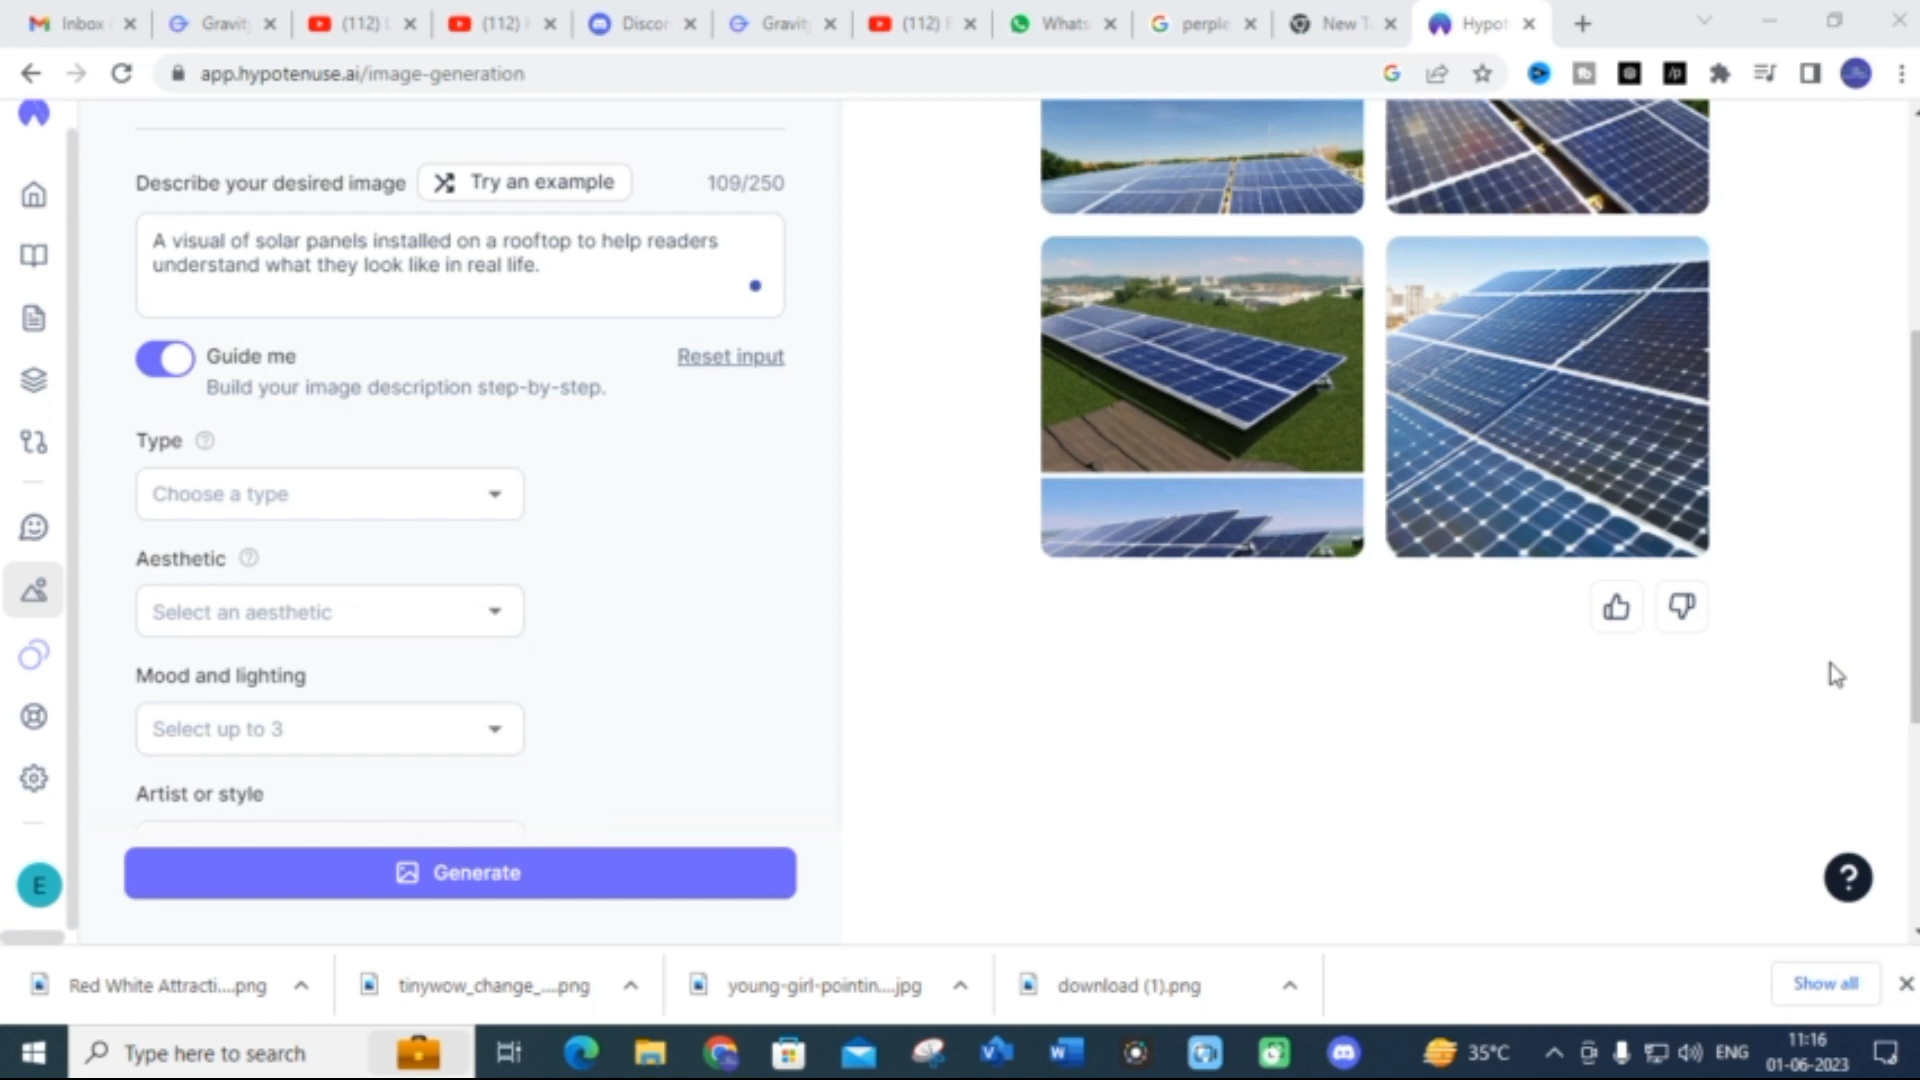 Inbox
Gravit
(112)
(112)
Discor
Gravit
(112)
Whats
perple
New T
Hypot
app.hypotenuse.ai/image-generation
Describe your desired image
Try an example
109/250
A visual of solar panels installed on a rooftop to help readers
understand what they look like in real life.
Guide me
Reset input
Build your image description step-by-step.
Type
Choose a type
Aesthetic
Select an aesthetic
Mood and lighting
Select up to 3
Artist or style
Generate
E
?
Red White Attracti....png
tinywow_change_....png
young-girl-pointin....jpg
download (1).png
Show all
Type here to search
35°C
ENG
11:16
01-06-2023